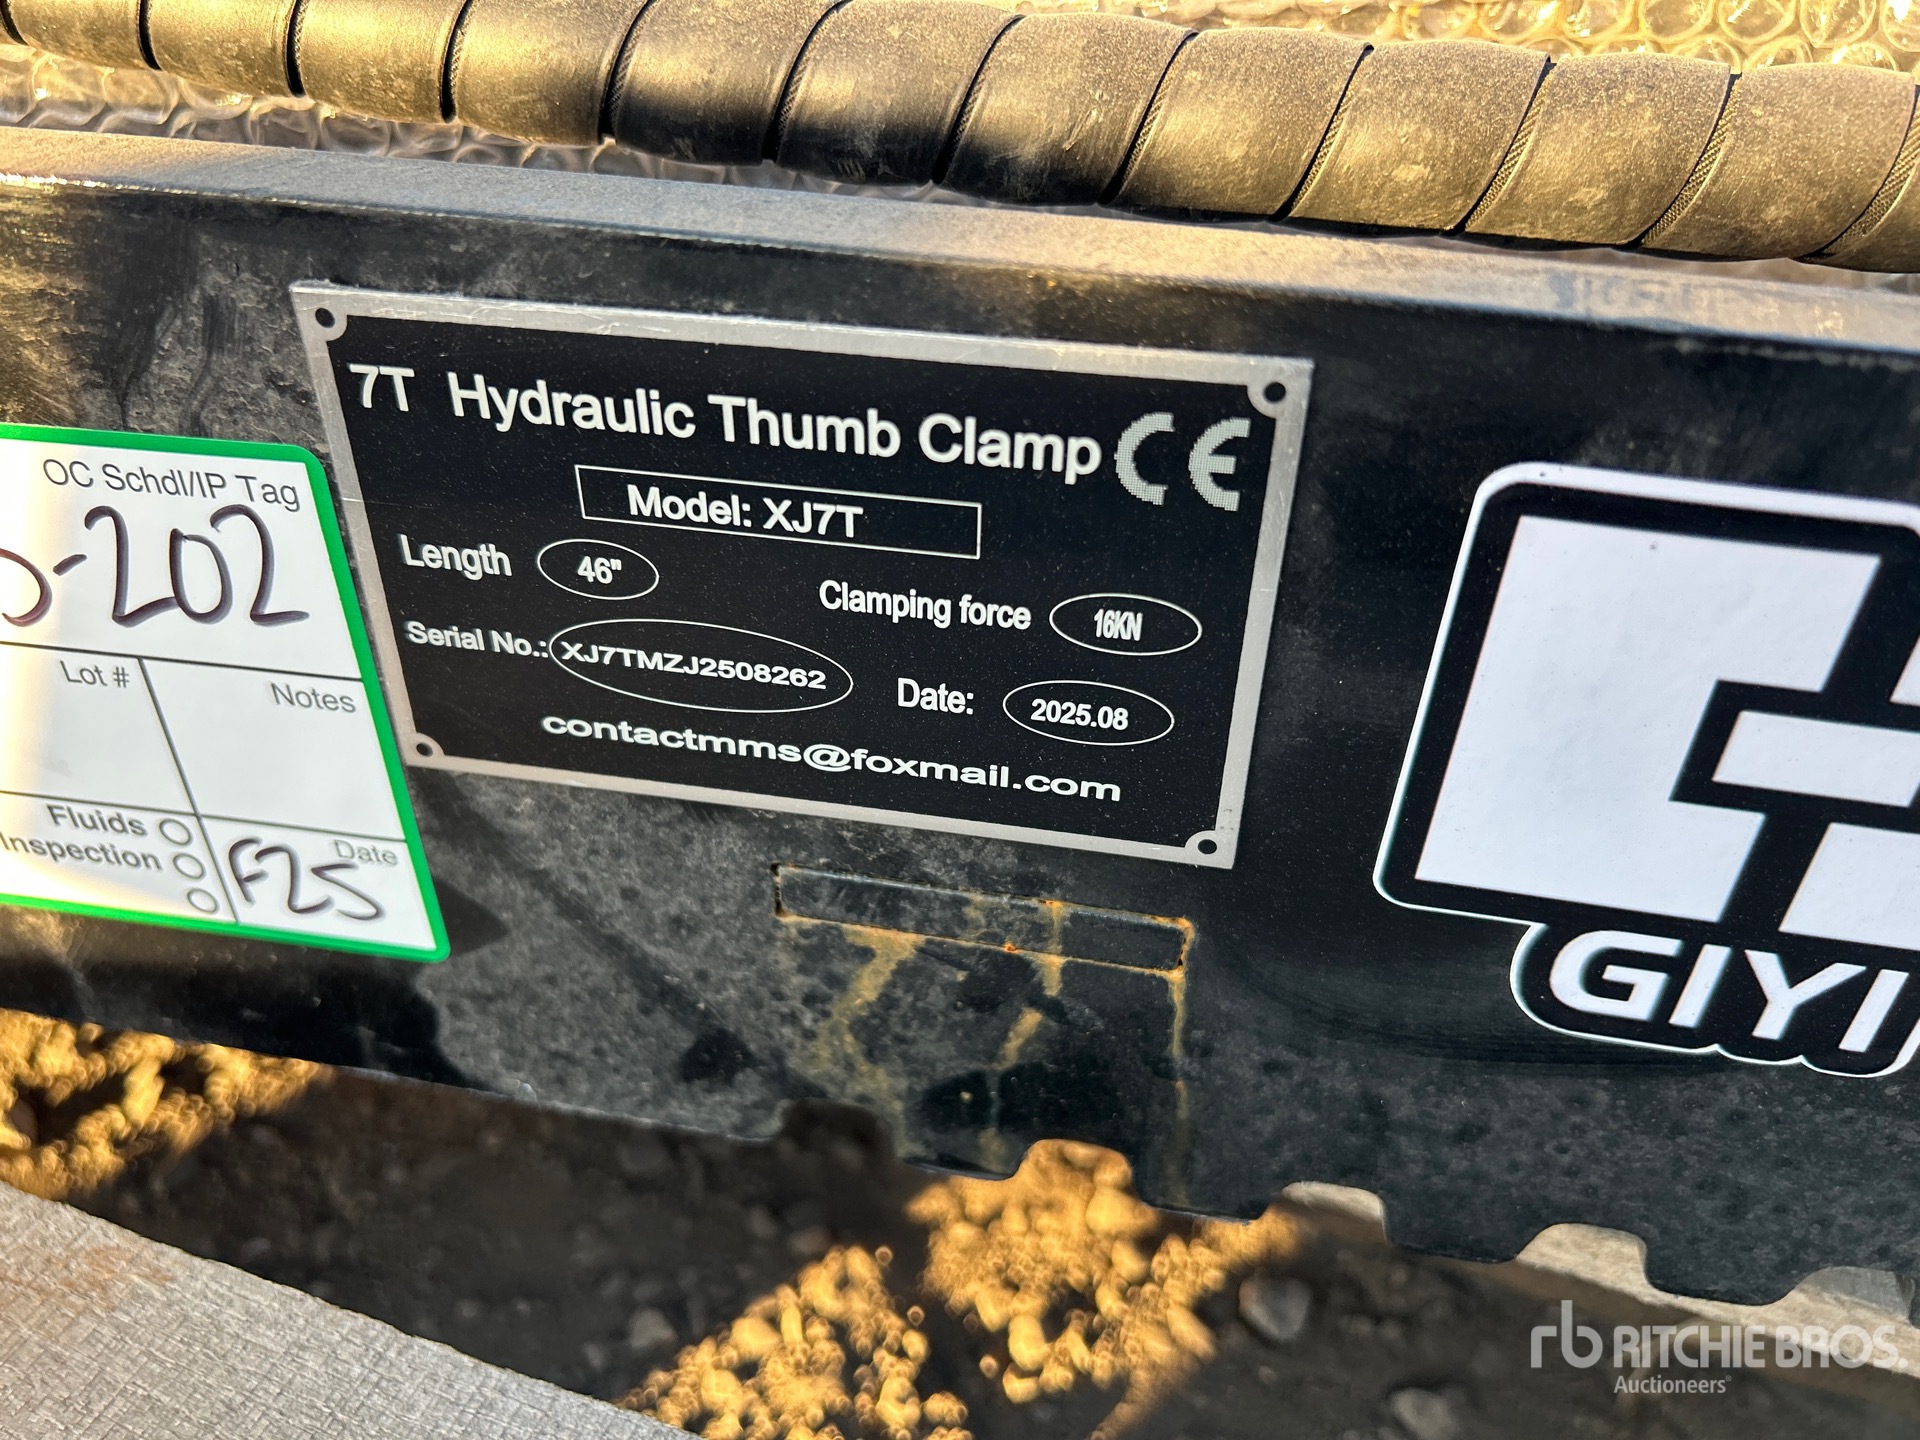 7T Hydraulic Thumb Clamp CE
Model: XJ7T
Length 46"
Clamping force 16KN
Serial No.: XJ7TMZJ2508262
Date: 2025.08
contactmms@foxmail.com
OC Schdl/IP Tag
-202
Lot #
Notes
Fluids
Inspection
Date
F25
GIYI
rb RITCHIE BROS.
Auctioneers